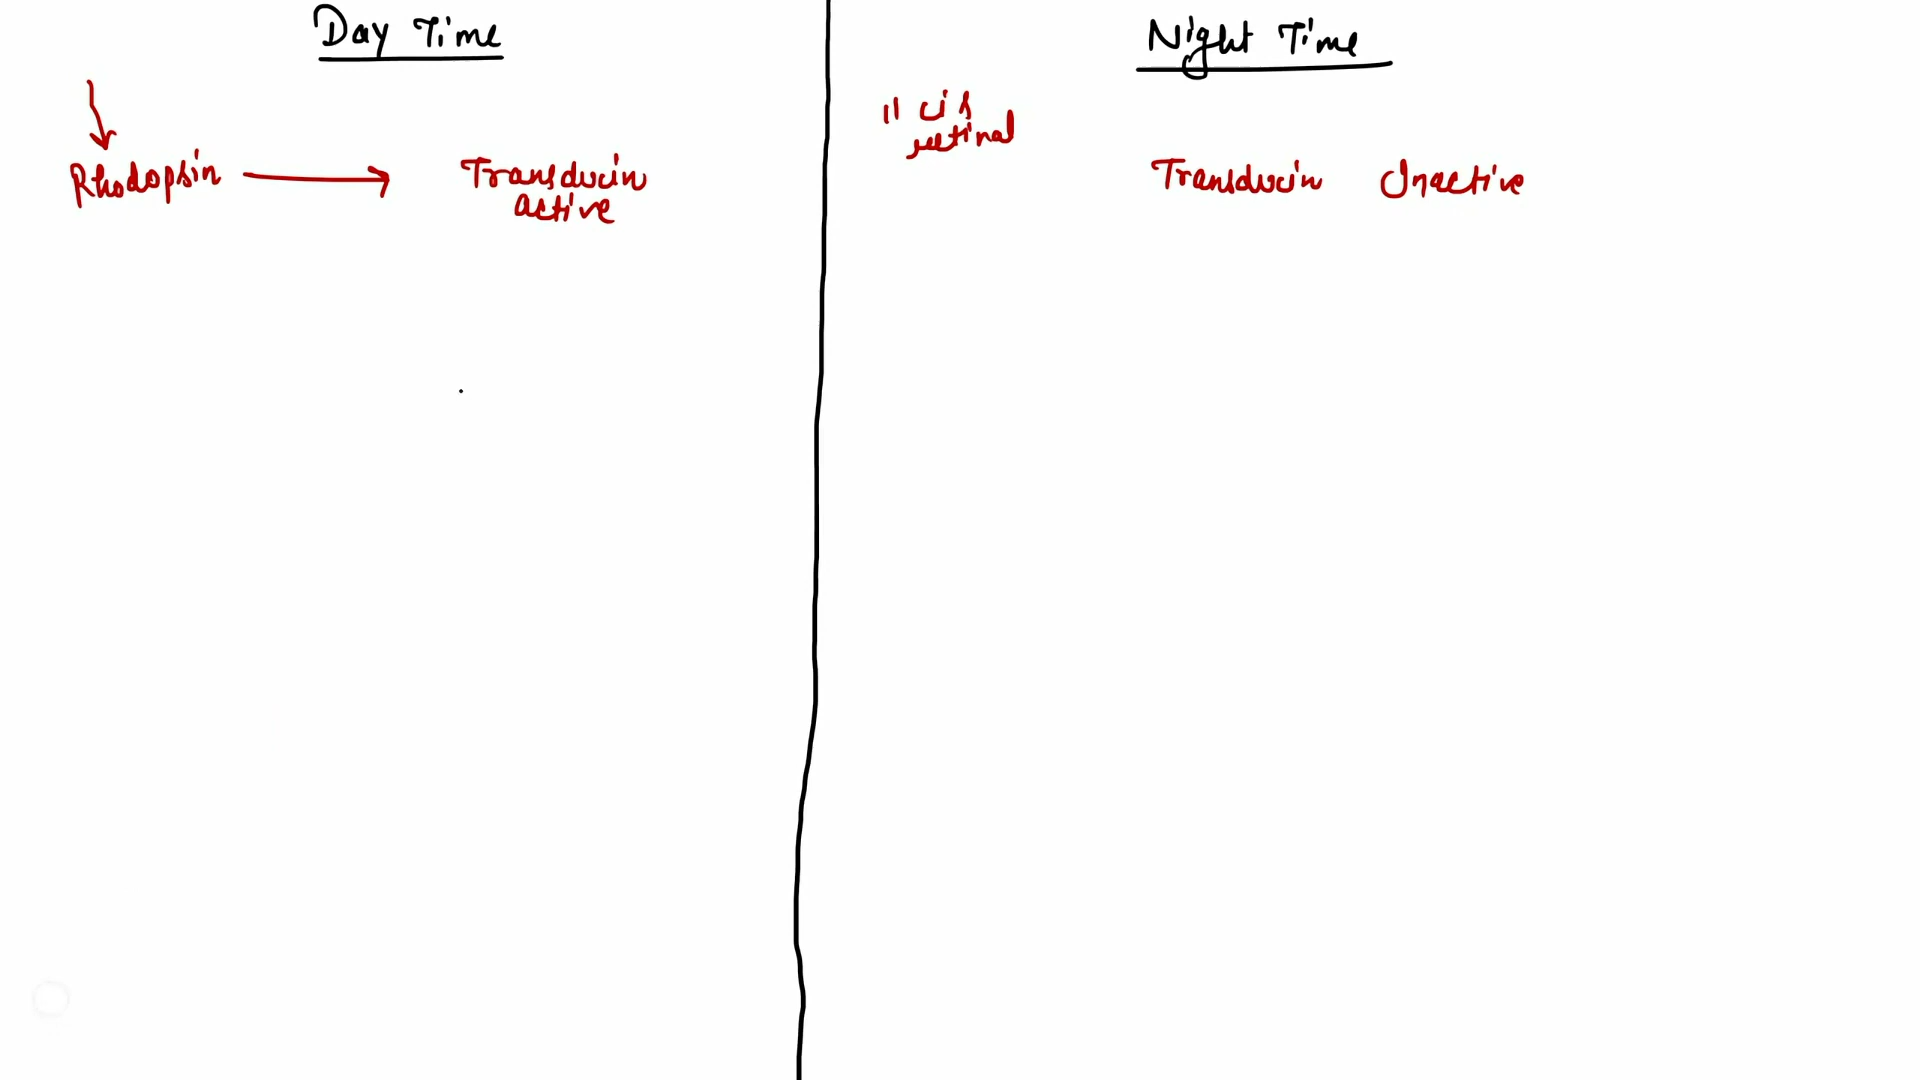 Day Time
Rhodopsin
Transducin
active
Night Time
11 cis
retinal
Transducin Inactive